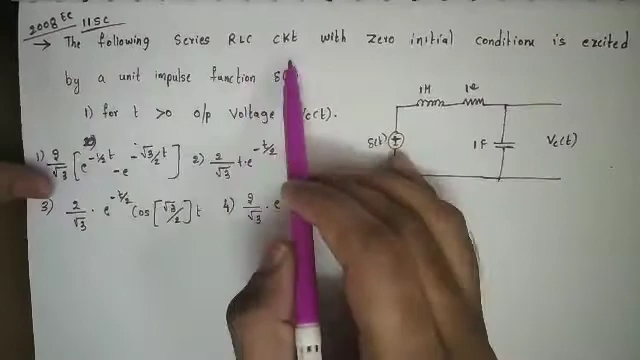 2008 EC IISC
→ The following Series RLC CKt with Zero initial conditions is excited
by a unit impulse function δ(
1) for t > 0 o/p Voltage Vc(t).
1H 1Ω
δ(t) + 1F Vc(t)
1) 2/√3 [e^-1/2t - e^-√3/2t] 2) 2/√3 t·e^-t/2
3) 2/√3 · e^-t/2 Cos[√3/2]t 4) 2/√3 · e